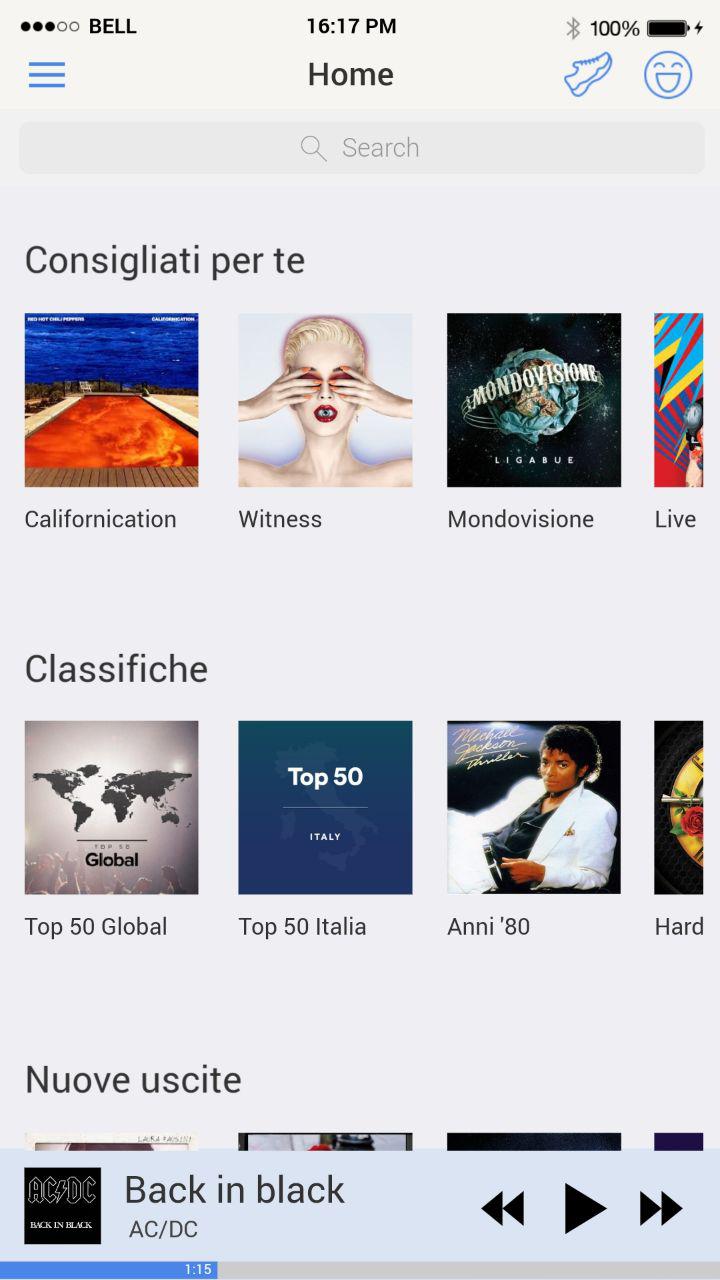 BELL 16:17 PM 100%
Home
Search
Consigliati per te
RED HOT CHILI PEPPERS CALIFORNICATION
MONDOVISIONE
LIGABUE
Californication Witness Mondovisione Live
Classifiche
Michael
Jackson
Thriller
Top 50
ITALY
TOP 50
Global
Top 50 Global Top 50 Italia Anni '80 Hard
Nuove uscite
LAURA PAUSINI
AC/DC
BACK IN BLACK
Back in black
AC/DC
1:15